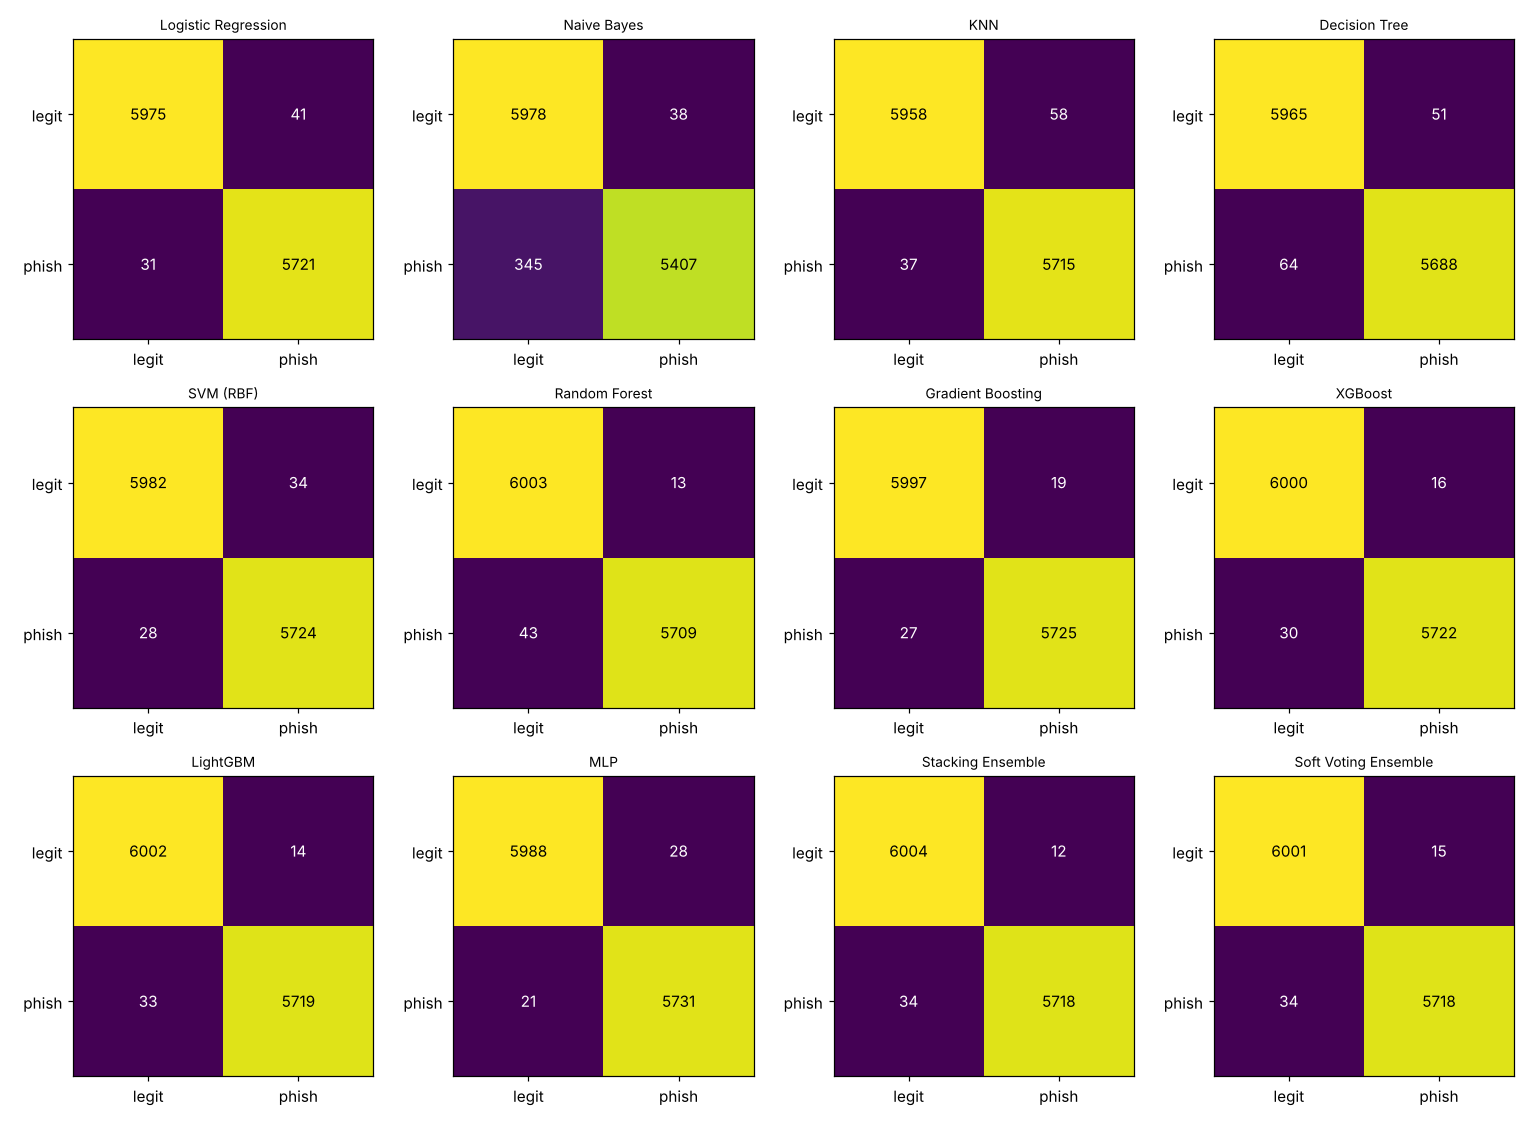 Logistic Regression
Naive Bayes
KNN
Decision Tree
legit 5975 41
legit 5978 38
legit 5958 58
legit 5965 51
phish 31 5721
phish 345 5407
phish 37 5715
phish 64 5688
legit phish
legit phish
legit phish
legit phish
SVM (RBF)
Random Forest
Gradient Boosting
XGBoost
legit 5982 34
legit 6003 13
legit 5997 19
legit 6000 16
phish 28 5724
phish 43 5709
phish 27 5725
phish 30 5722
legit phish
legit phish
legit phish
legit phish
LightGBM
MLP
Stacking Ensemble
Soft Voting Ensemble
legit 6002 14
legit 5988 28
legit 6004 12
legit 6001 15
phish 33 5719
phish 21 5731
phish 34 5718
phish 34 5718
legit phish
legit phish
legit phish
legit phish